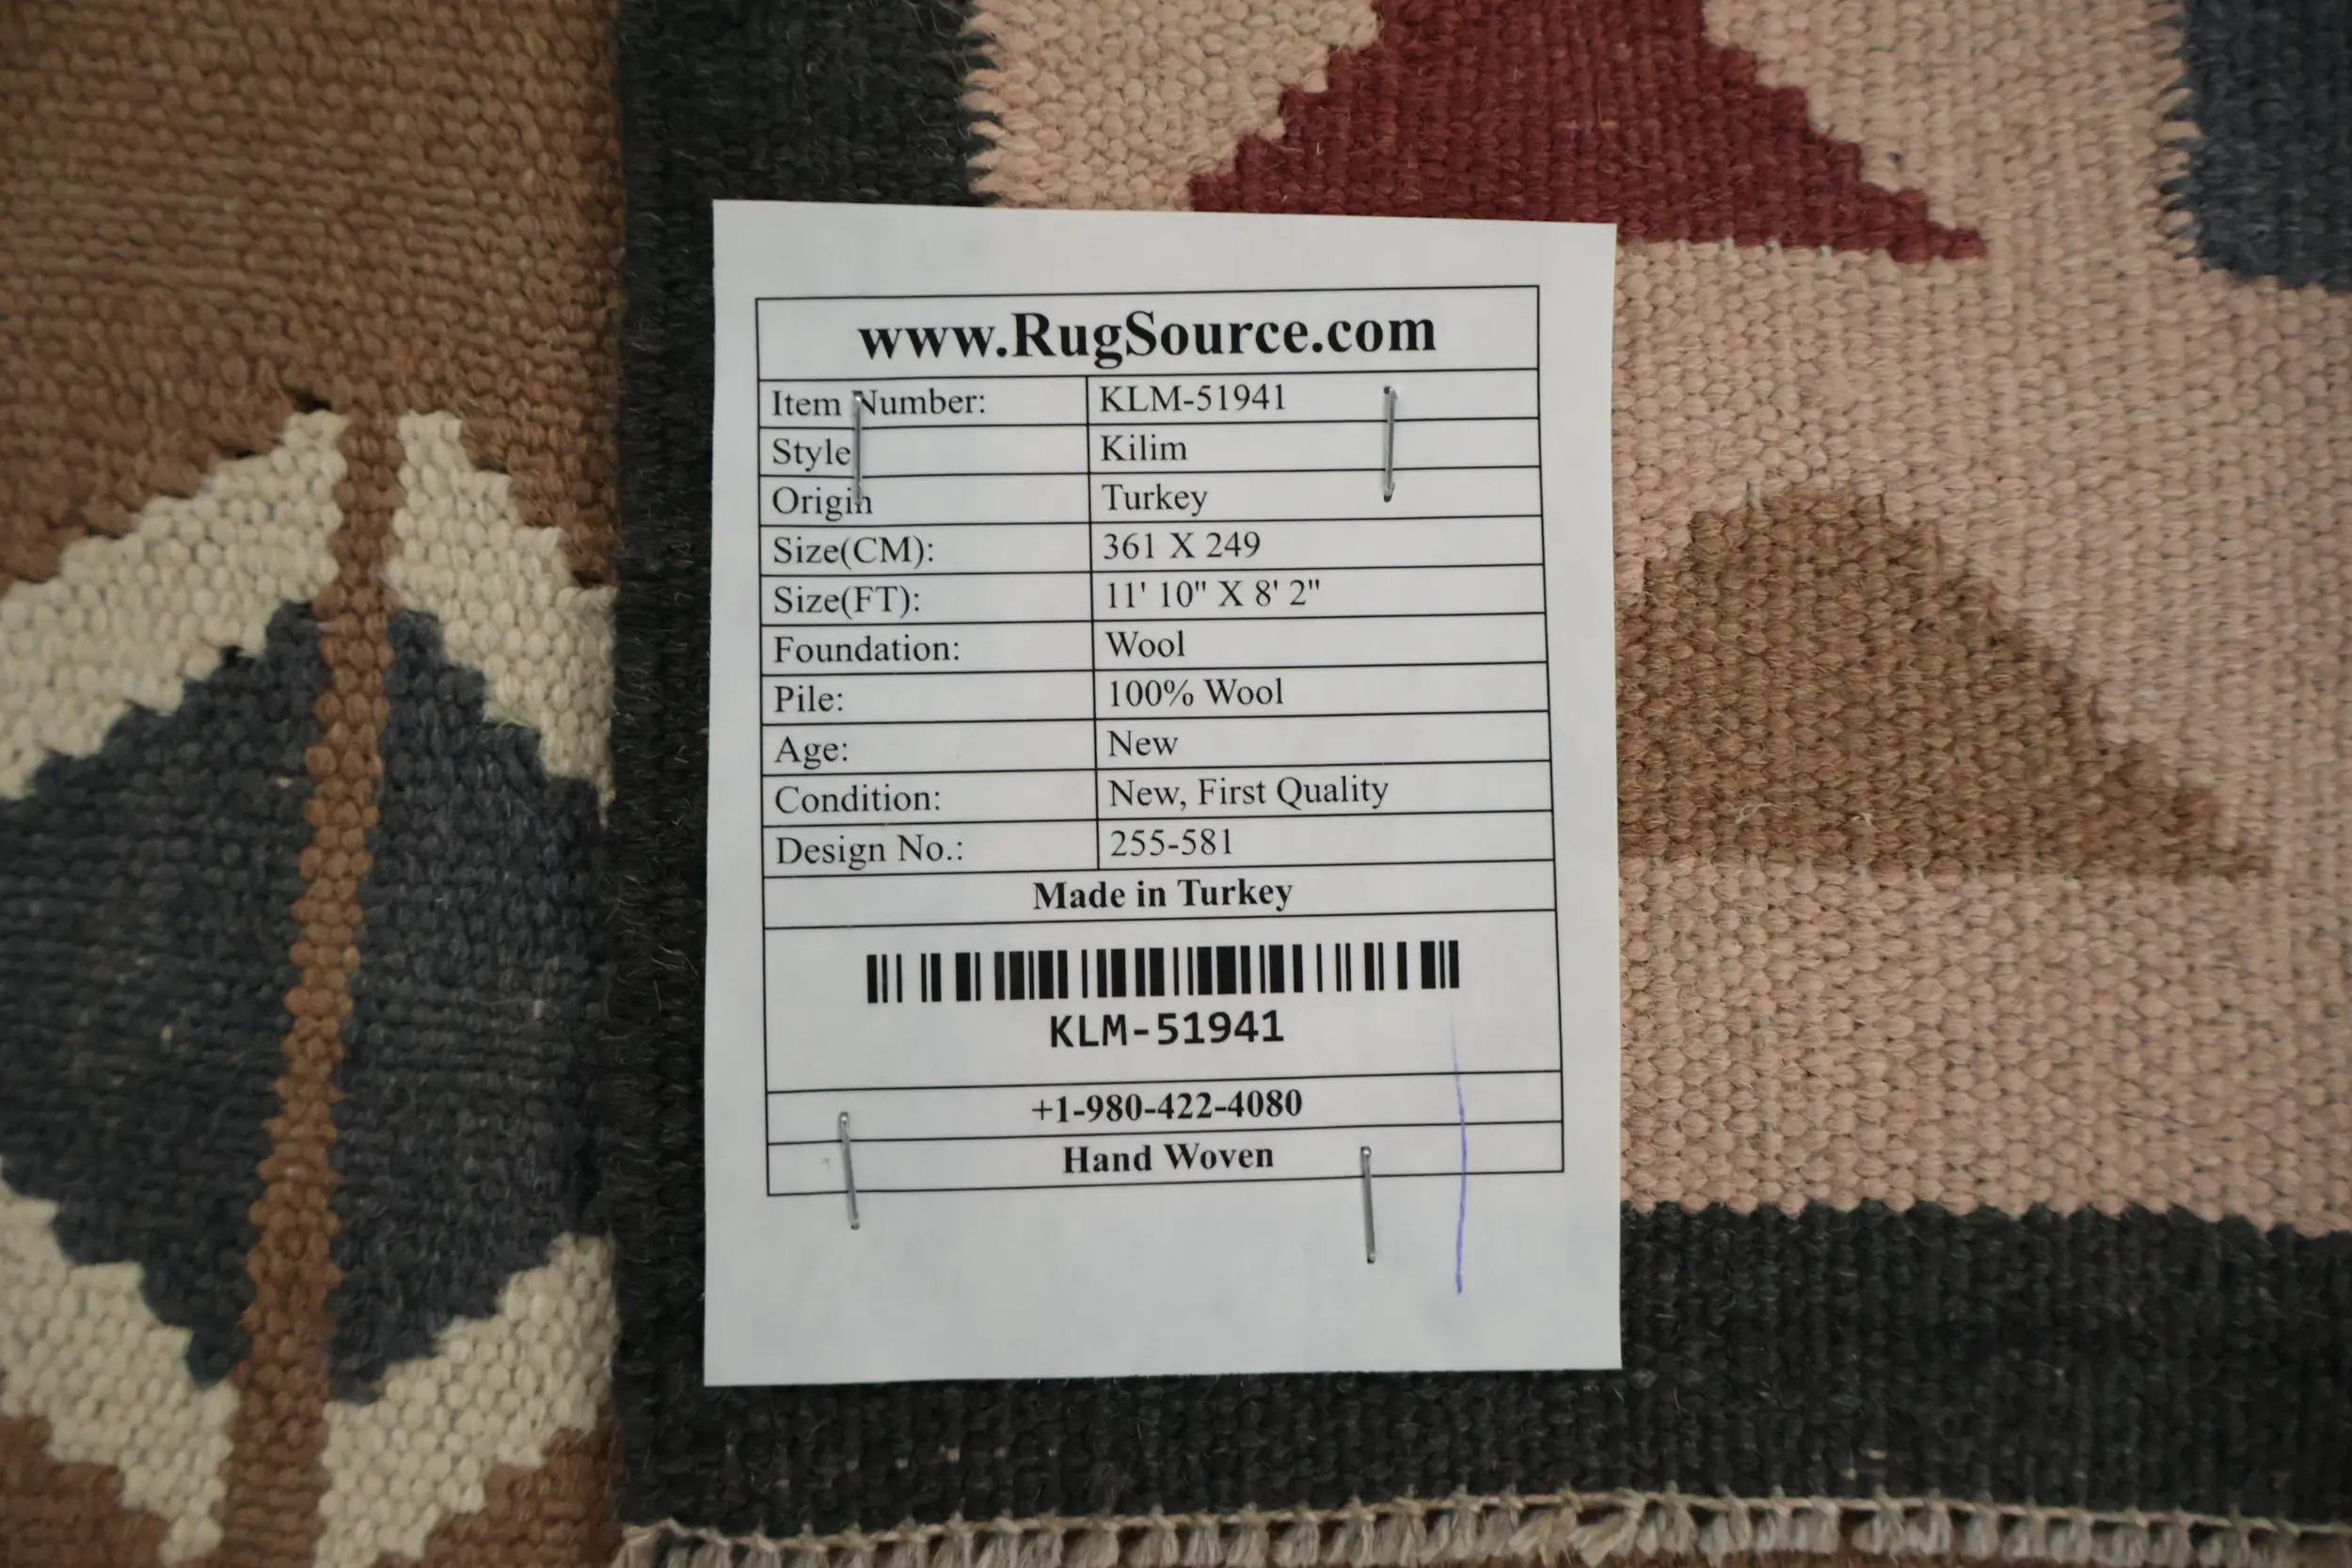 www.RugSource.com
Item Number: KLM-51941
Style Kilim
Origin Turkey
Size(CM): 361 X 249
Size(FT): 11' 10" X 8' 2"
Foundation: Wool
Pile: 100% Wool
Age: New
Condition: New, First Quality
Design No.: 255-581
Made in Turkey
KLM-51941
+1-980-422-4080
Hand Woven